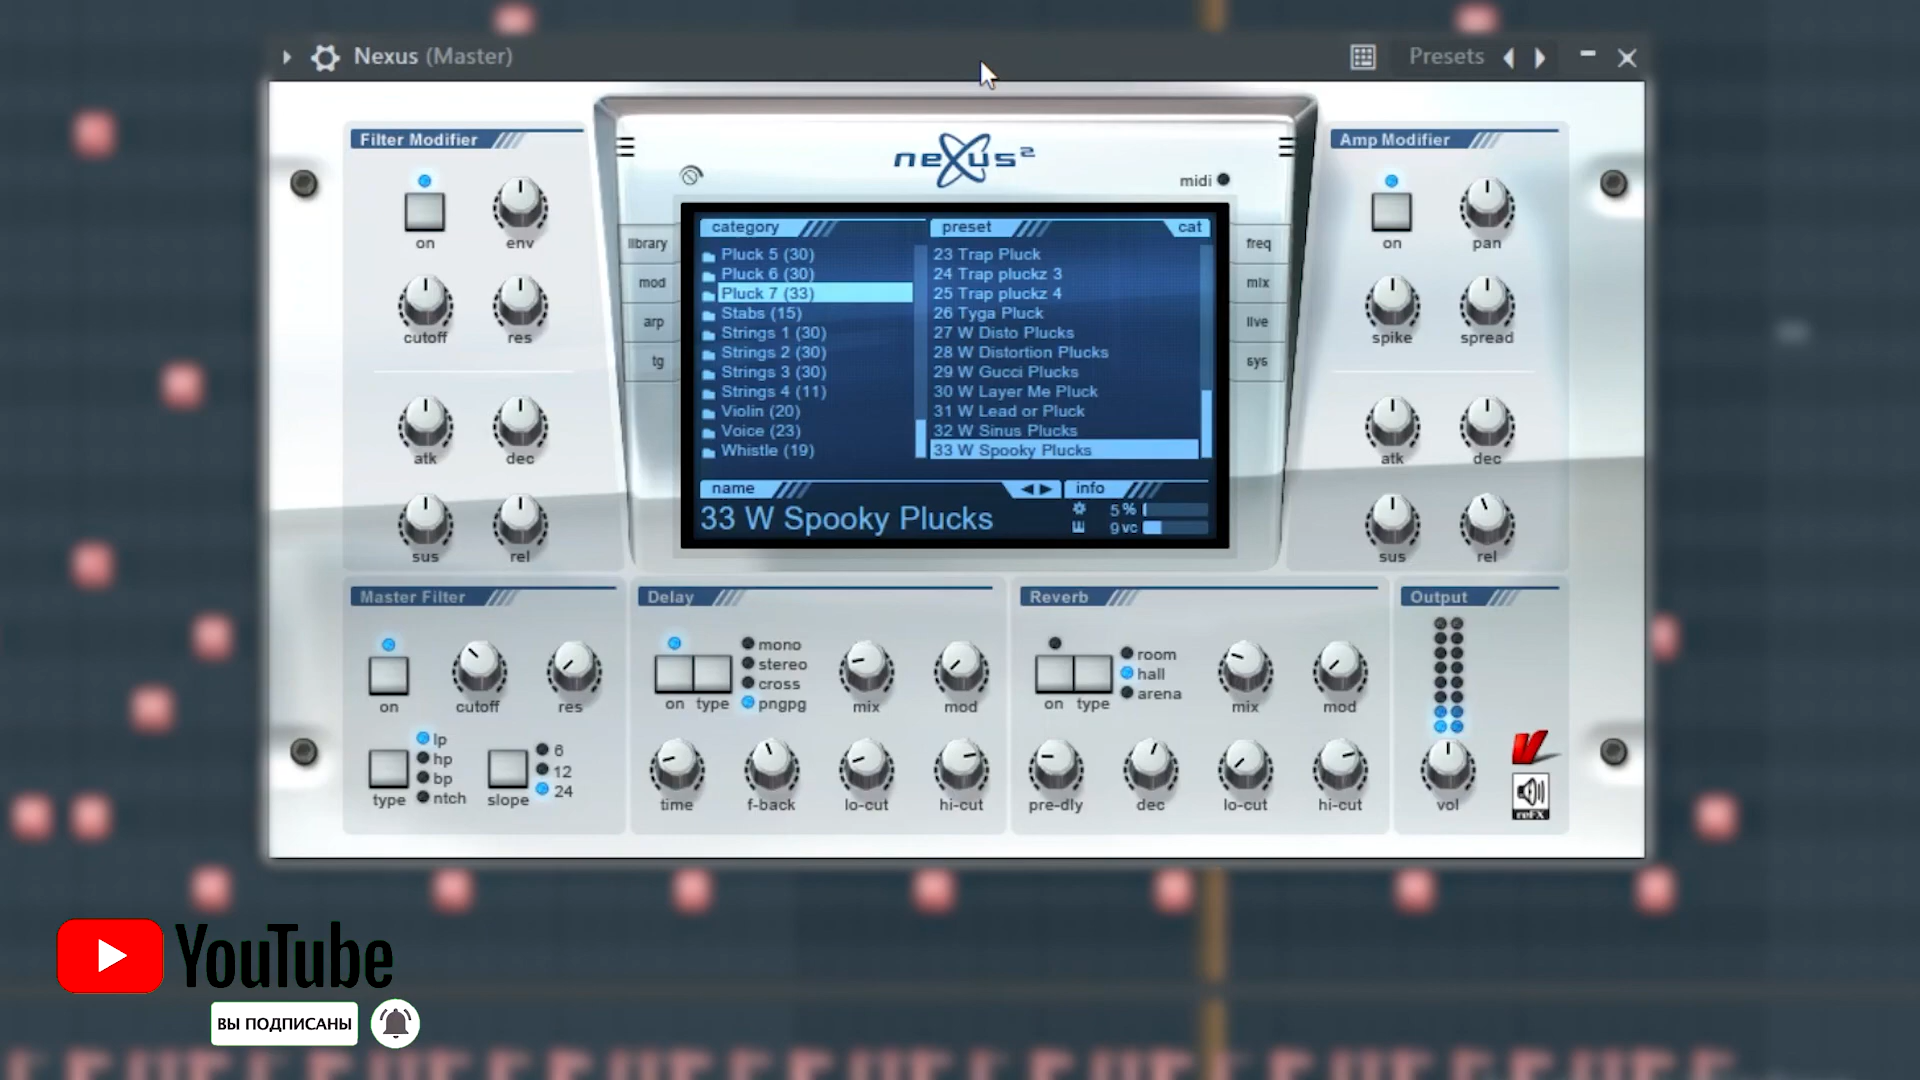 Nexus (Master)
Presets
Filter Modifier
on
env
cutoff
res
atk
dec
sus
rel
nexus²
midi
library
mod
arp
tg
category
Pluck 5 (30)
Pluck 6 (30)
Pluck 7 (33)
Stabs (15)
Strings 1 (30)
Strings 2 (30)
Strings 3 (30)
Strings 4 (11)
Violin (20)
Voice (23)
Whistle (19)
preset
cat
23 Trap Pluck
24 Trap pluckz 3
25 Trap pluckz 4
26 Tyga Pluck
27 W Disto Plucks
28 W Distortion Plucks
29 W Gucci Plucks
30 W Layer Me Pluck
31 W Lead or Pluck
32 W Sinus Plucks
33 W Spooky Plucks
name
33 W Spooky Plucks
info
5 %
9 vc
freq
mix
live
sys
Amp Modifier
on
pan
spike
spread
atk
dec
sus
rel
Master Filter
on
cutoff
res
type
lp
hp
bp
ntch
slope
6
12
24
Delay
on
type
mono
stereo
cross
pngpg
mix
mod
time
f-back
lo-cut
hi-cut
Reverb
on
type
room
hall
arena
mix
mod
pre-dly
dec
lo-cut
hi-cut
Output
vol
reFX
YouTube
ВЫ ПОДПИСАНЫ